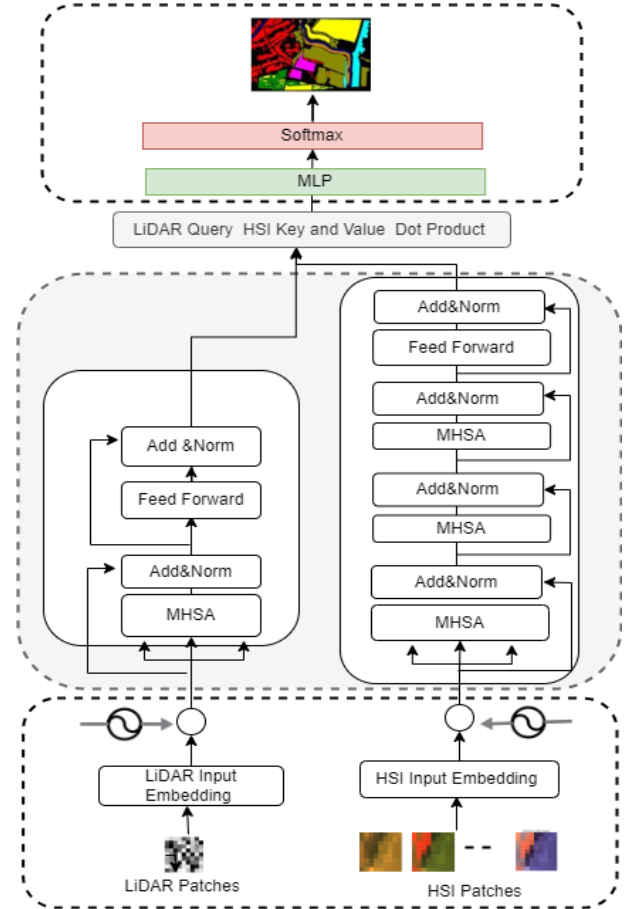 Softmax
MLP
LiDAR Query HSI Key and Value Dot Product
Add&Norm
Feed Forward
Add&Norm
MHSA
Add&Norm
MHSA
Add&Norm
MHSA
Add &Norm
Feed Forward
Add&Norm
MHSA
LiDAR Input
Embedding
HSI Input Embedding
LiDAR Patches
HSI Patches